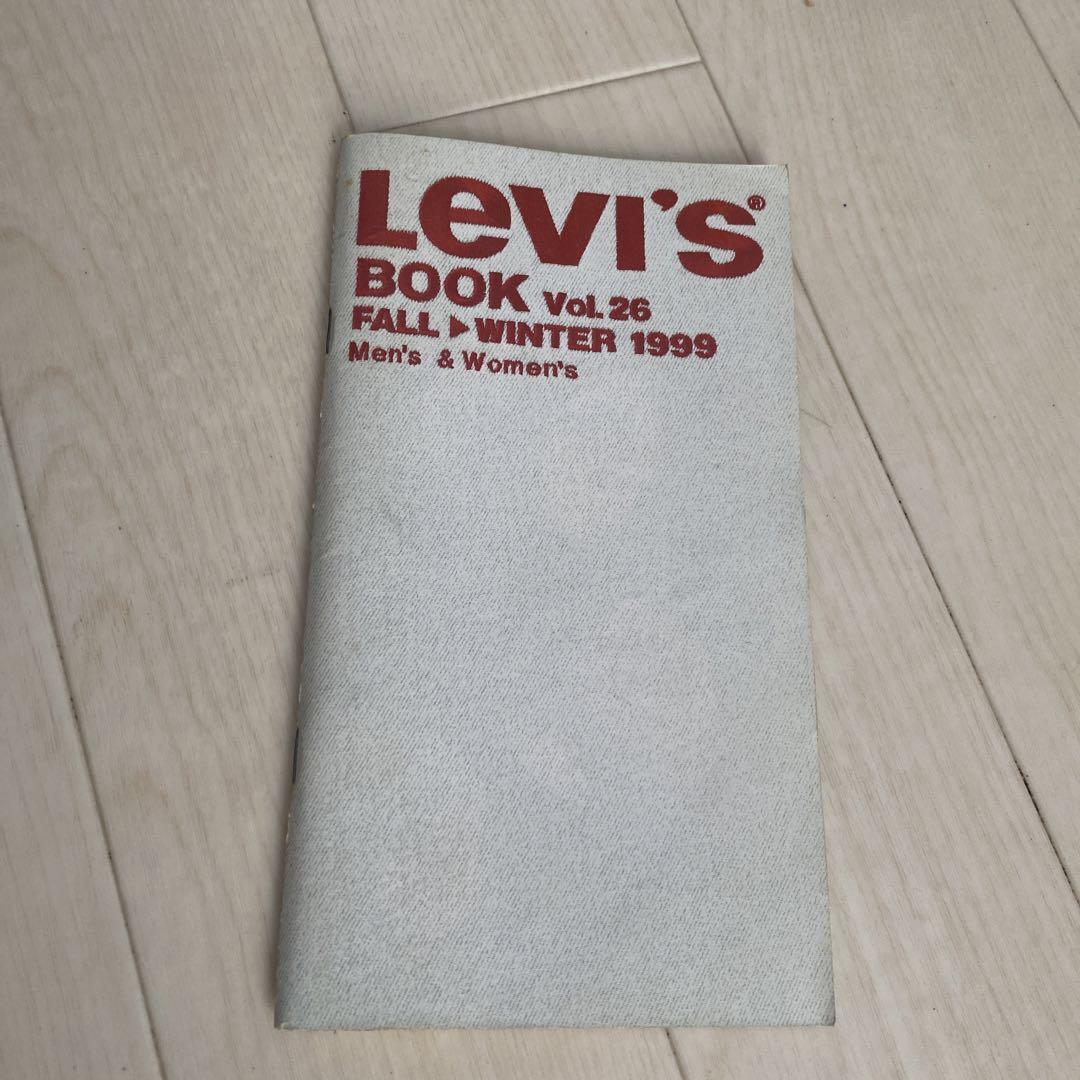 Levi's®
BOOK Vol. 26
FALL ▶ WINTER 1999
Men's & Women's